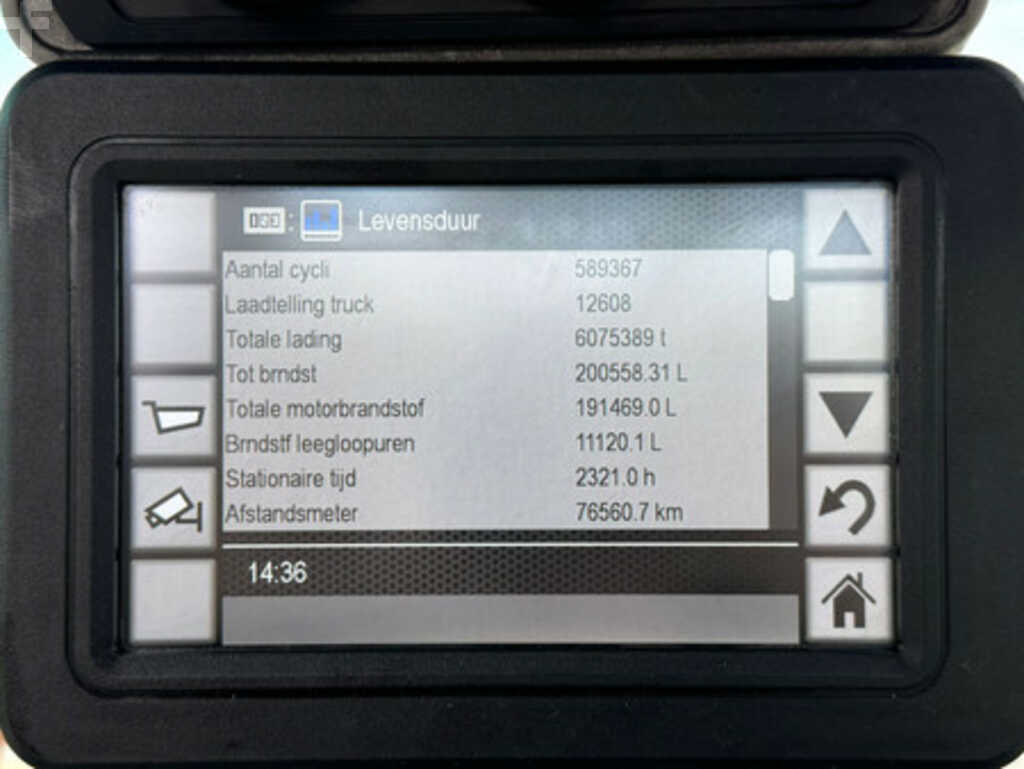 : Levensduur
Aantal cycli 589367
Laadtelling truck 12608
Totale lading 6075389 t
Tot brndst 200558.31 L
Totale motorbrandstof 191469.0 L
Brndstf leegloopuren 11120.1 L
Stationaire tijd 2321.0 h
Afstandsmeter 76560.7 km
14:36